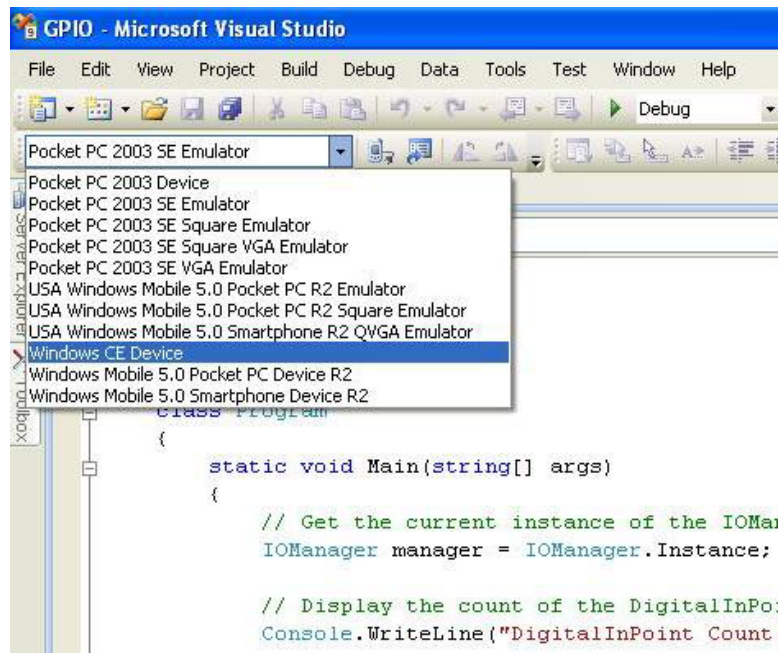 GPIO - Microsoft Visual Studio
File Edit View Project Build Debug Data Tools Test Window Help
Debug
Pocket PC 2003 SE Emulator
Pocket PC 2003 Device
Pocket PC 2003 SE Emulator
Pocket PC 2003 SE Square Emulator
Pocket PC 2003 SE Square VGA Emulator
Pocket PC 2003 SE VGA Emulator
USA Windows Mobile 5.0 Pocket PC R2 Emulator
USA Windows Mobile 5.0 Pocket PC R2 Square Emulator
USA Windows Mobile 5.0 Smartphone R2 QVGA Emulator
Windows CE Device
Windows Mobile 5.0 Pocket PC Device R2
Windows Mobile 5.0 Smartphone Device R2
Server Explorer
Toolbox
class Program
{
static void Main(string[] args)
{
// Get the current instance of the IOMa
IOManager manager = IOManager.Instance;
// Display the count of the DigitalInPo
Console.WriteLine("DigitalInPoint Count